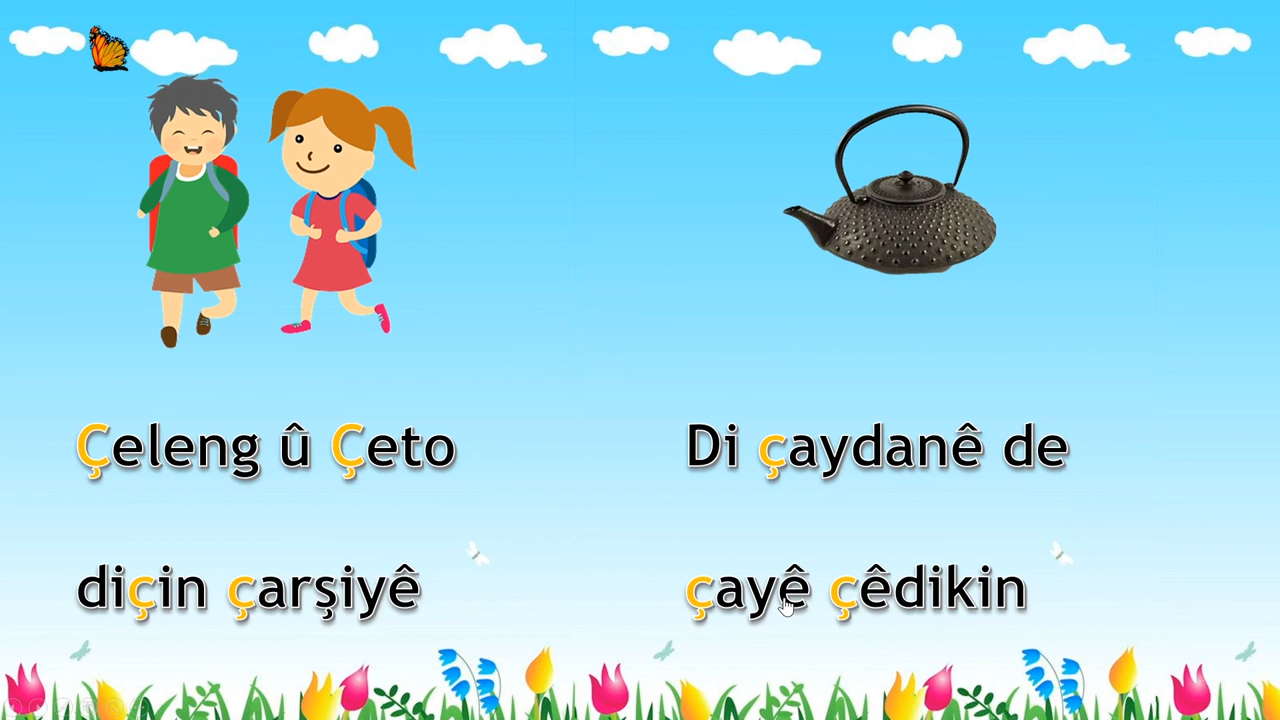 Çeleng û Çeto
diçin çarşiyê
Di çaydanê de
çayê çêdikin